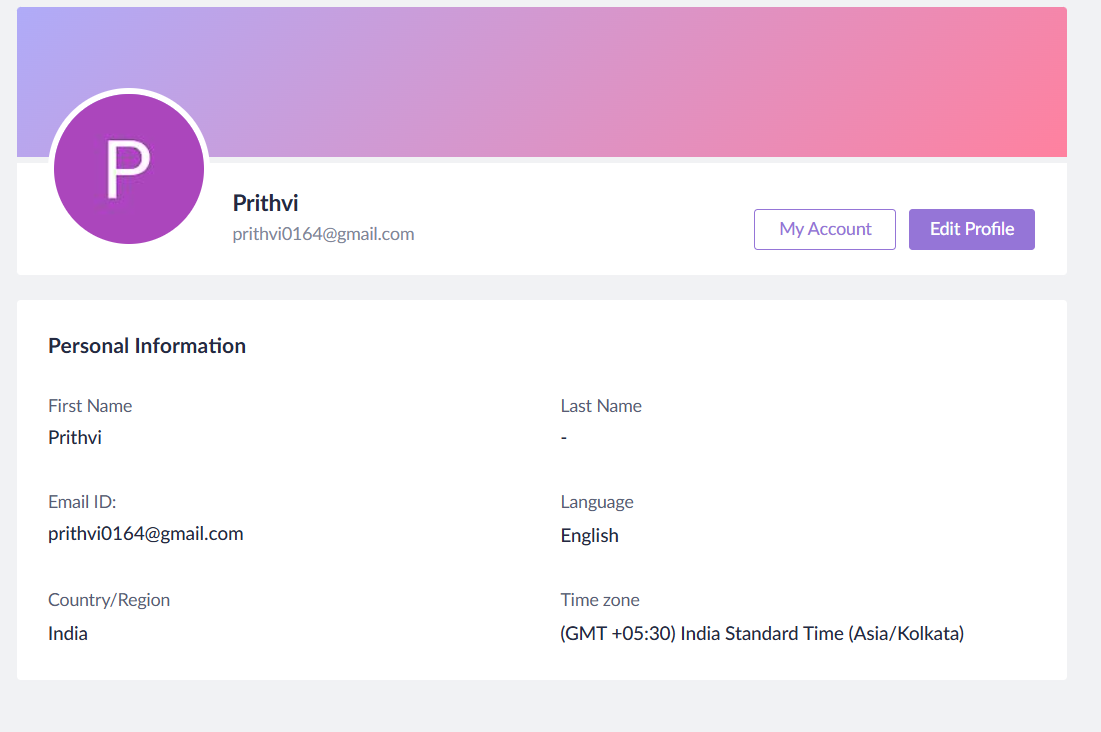 P
Prithvi
prithvi0164@gmail.com
My Account
Edit Profile
Personal Information
First Name
Last Name
Prithvi
-
Email ID:
Language
prithvi0164@gmail.com
English
Country/Region
Time zone
India
(GMT +05:30) India Standard Time (Asia/Kolkata)